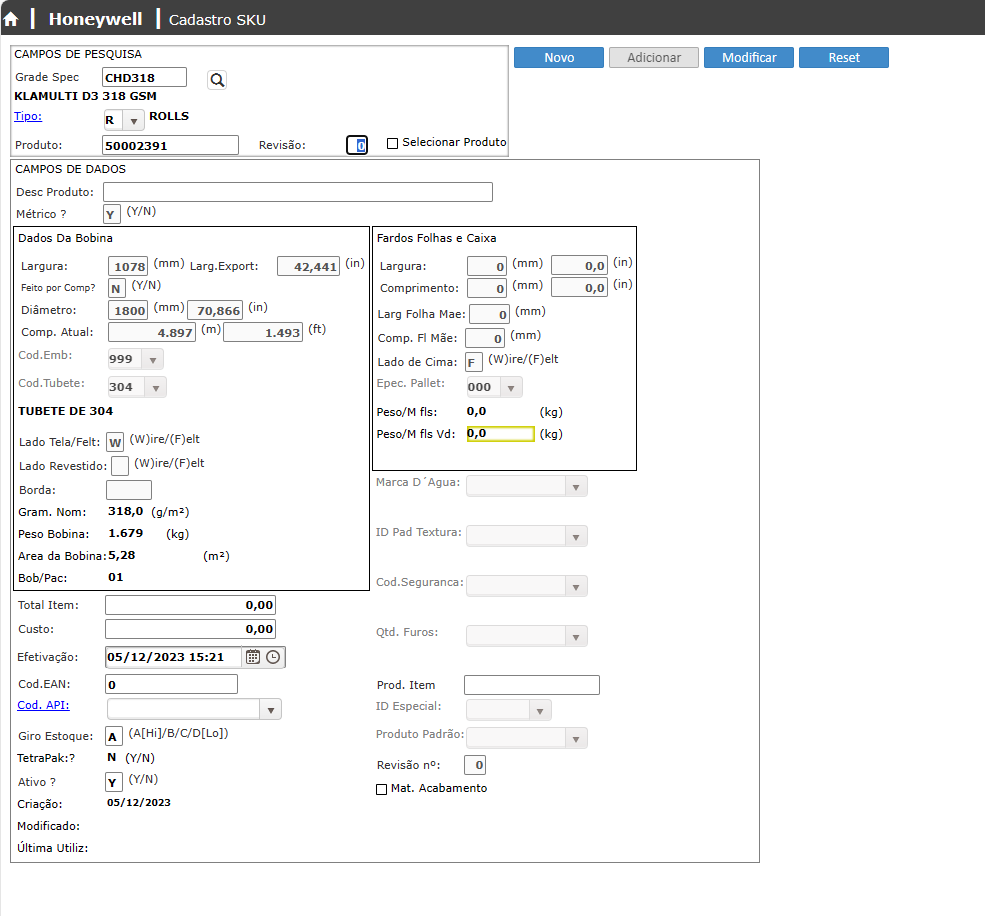 Honeywell Cadastro SKU
CAMPOS DE PESQUISA
Novo Adicionar Modificar Reset
Grade Spec CHD318
KLAMULTI D3 318 GSM
Tipo: R ROLLS
Produto: 50002391 Revisão: 0 Selecionar Produto
CAMPOS DE DADOS
Desc Produto:
Métrico ? Y (Y/N)
Dados Da Bobina
Largura: 1078 (mm) Larg.Export: 42,441 (in)
Feito por Comp? N (Y/N)
Diâmetro: 1800 (mm) 70,866 (in)
Comp. Atual: 4.897 (m) 1.493 (ft)
Cod.Emb: 999
Cod.Tubete: 304
TUBETE DE 304
Lado Tela/Felt: W (W)ire/(F)elt
Lado Revestido: (W)ire/(F)elt
Borda:
Gram. Nom: 318,0 (g/m²)
Peso Bobina: 1.679 (kg)
Area da Bobina: 5,28 (m²)
Bob/Pac: 01
Fardos Folhas e Caixa
Largura: 0 (mm) 0,0 (in)
Comprimento: 0 (mm) 0,0 (in)
Larg Folha Mae: 0 (mm)
Comp. Fl Mãe: 0 (mm)
Lado de Cima: F (W)ire/(F)elt
Epec. Pallet: 000
Peso/M fls: 0,0 (kg)
Peso/M fls Vd: 0,0 (kg)
Marca D´Agua:
ID Pad Textura:
Cod.Seguranca:
Qtd. Furos:
Total Item: 0,00
Custo: 0,00
Efetivação: 05/12/2023 15:21
Cod.EAN: 0
Cod. API:
Giro Estoque: A (A[Hi]/B/C/D[Lo])
TetraPak:? N (Y/N)
Ativo ? Y (Y/N)
Criação: 05/12/2023
Modificado:
Última Utiliz:
Prod. Item
ID Especial:
Produto Padrão:
Revisão nº: 0
Mat. Acabamento